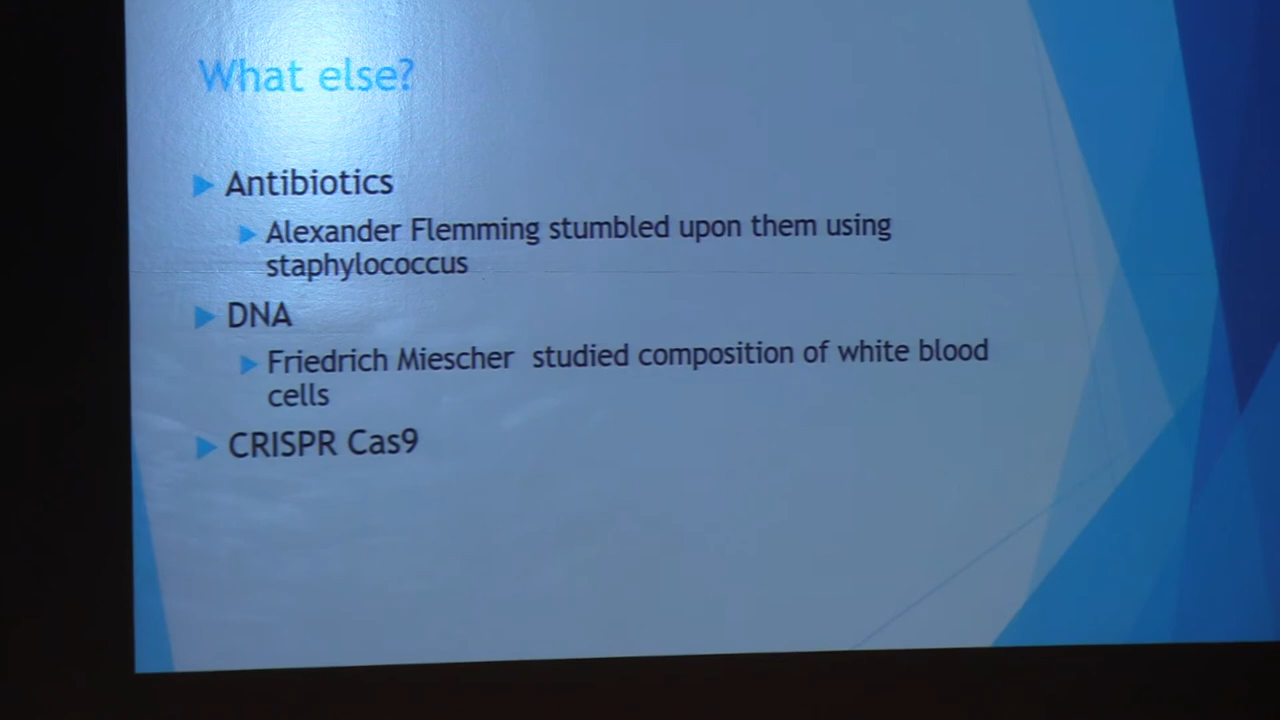 What else?
Antibiotics
Alexander Flemming stumbled upon them using
staphylococcus
DNA
Friedrich Miescher studied composition of white blood
cells
CRISPR Cas9